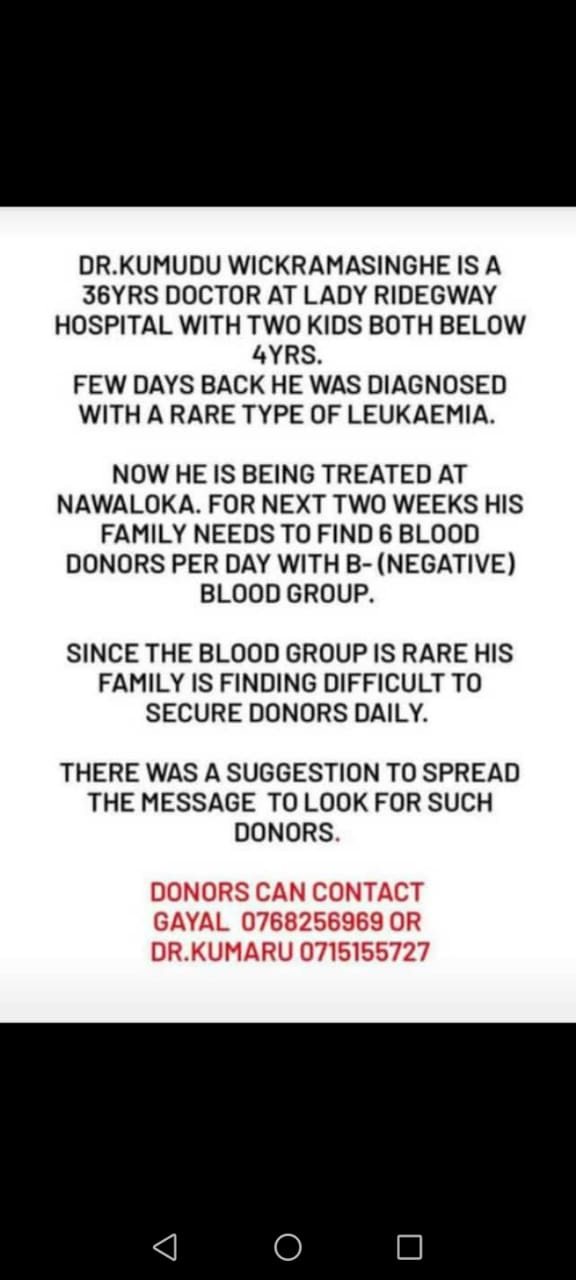 DR.KUMUDU WICKRAMASINGHE IS A
36YRS DOCTOR AT LADY RIDEGWAY
HOSPITAL WITH TWO KIDS BOTH BELOW
4YRS.
FEW DAYS BACK HE WAS DIAGNOSED
WITH A RARE TYPE OF LEUKAEMIA.
NOW HE IS BEING TREATED AT
NAWALOKA. FOR NEXT TWO WEEKS HIS
FAMILY NEEDS TO FIND 6 BLOOD
DONORS PER DAY WITH B- (NEGATIVE)
BLOOD GROUP.
SINCE THE BLOOD GROUP IS RARE HIS
FAMILY IS FINDING DIFFICULT TO
SECURE DONORS DAILY.
THERE WAS A SUGGESTION TO SPREAD
THE MESSAGE  TO LOOK FOR SUCH
DONORS.
DONORS CAN CONTACT
GAYAL  0768256969 OR
DR.KUMARU 0715155727